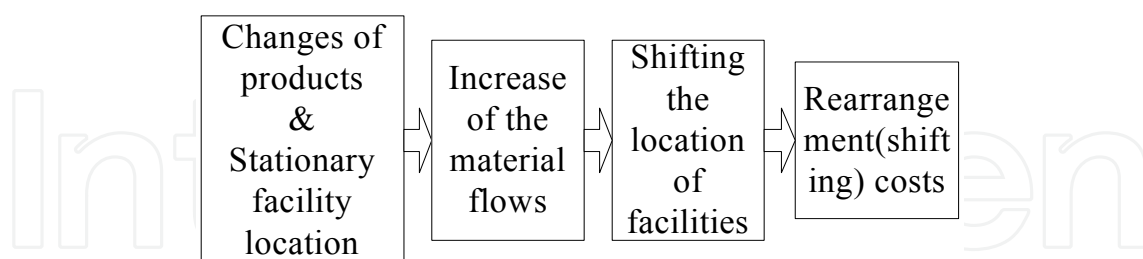 Changes of
products
&
Stationary
facility
location
Increase
of the
material
flows
Shifting
the
location
of
facilities
Rearrange
ment(shift
ing) costs